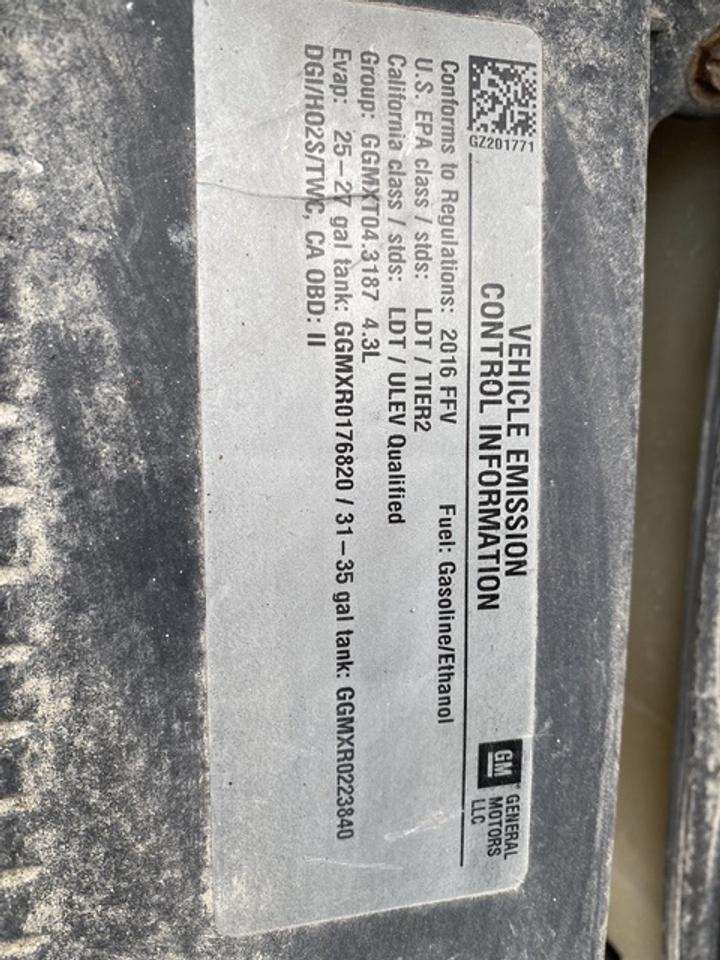 GZ201771
VEHICLE EMISSION
CONTROL INFORMATION
GM
GENERAL
MOTORS
LLC
Conforms to Regulations: 2016 FFV Fuel: Gasoline/Ethanol
U.S. EPA class / stds: LDT / TIER2
California class / stds: LDT / ULEV Qualified
Group: GGMXT04.3187 4.3L
Evap: 25-27 gal tank: GGMXR0176820 / 31-35 gal tank: GGMXR0223840
DGI/HO2S/TWC, CA OBD: II